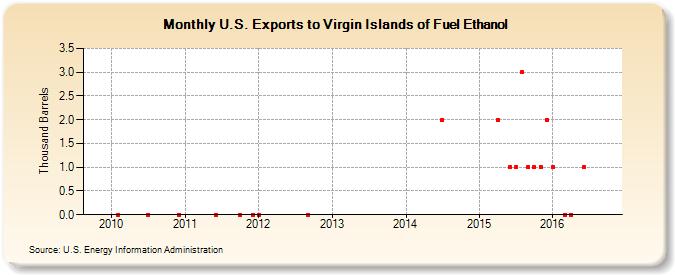 Monthly U.S. Exports to Virgin Islands of Fuel Ethanol
Thousand Barrels
3.5
3.0
2.5
2.0
1.5
1.0
0.5
0.0
2010 2011 2012 2013 2014 2015 2016
Source: U.S. Energy Information Administration